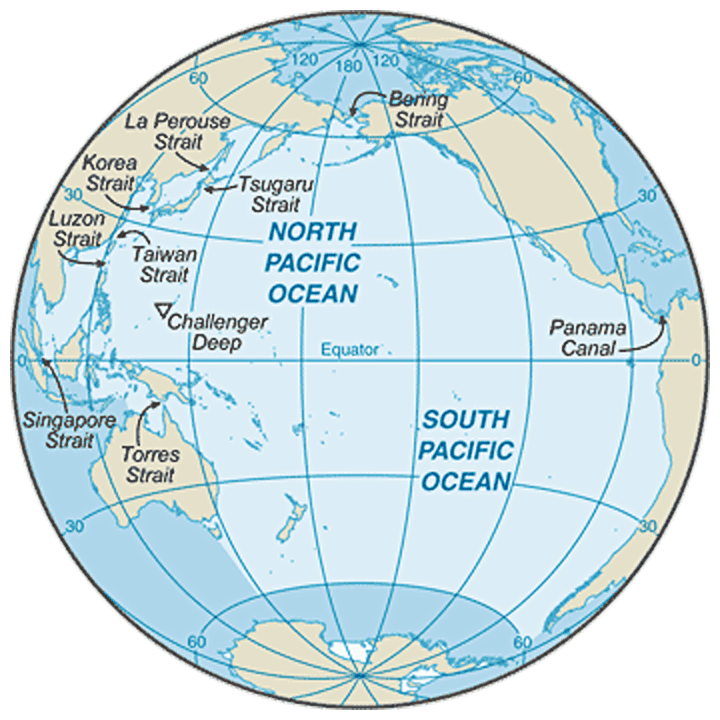 60
120
180
120
60
Bering
Strait
La Perouse
Strait
Korea
Strait
Tsugaru
Strait
30
30
Luzon
Strait
Taiwan
Strait
NORTH
PACIFIC
OCEAN
Challenger
Deep
Panama
Canal
0
Equator
0
Singapore
Strait
Torres
Strait
SOUTH
PACIFIC
OCEAN
30
30
60
60